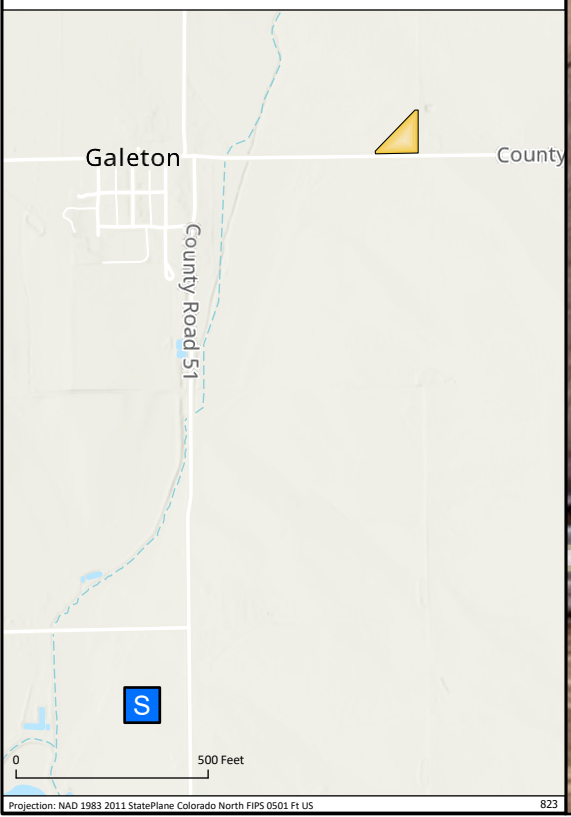 Galeton
County
County Road 51
S
0
500 Feet
Projection: NAD 1983 2011 StatePlane Colorado North FIPS 0501 Ft US
823